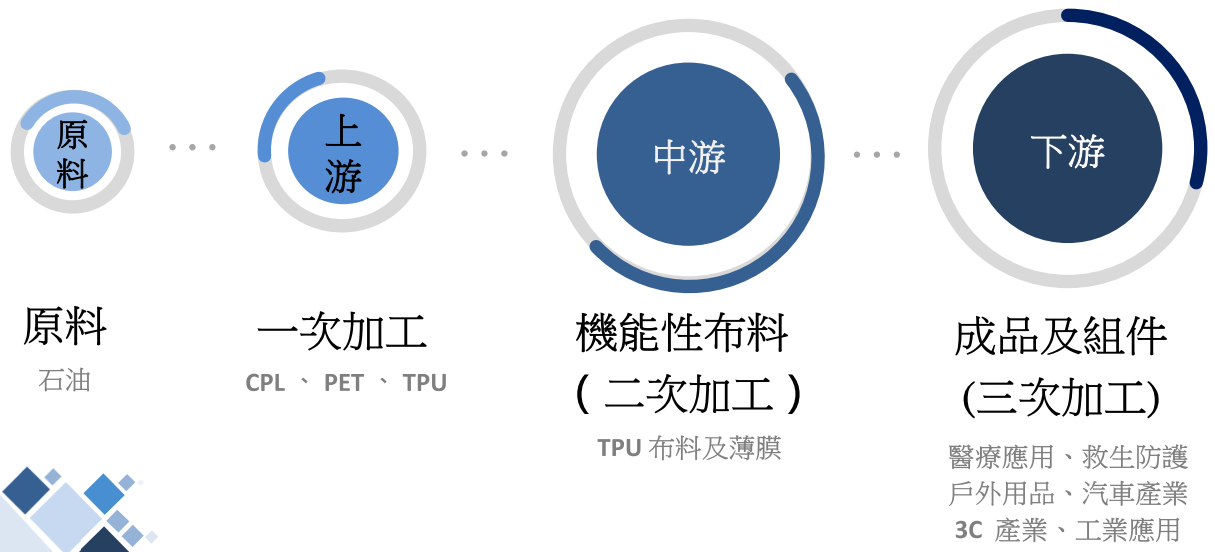 原
料
上
游
中游
下游
原料
石油
一次加工
CPL 、 PET 、 TPU
機能性布料
(二次加工)
TPU 布料及薄膜
成品及組件
(三次加工)
醫療應用、救生防護
戶外用品、汽車產業
3C 產業、工業應用